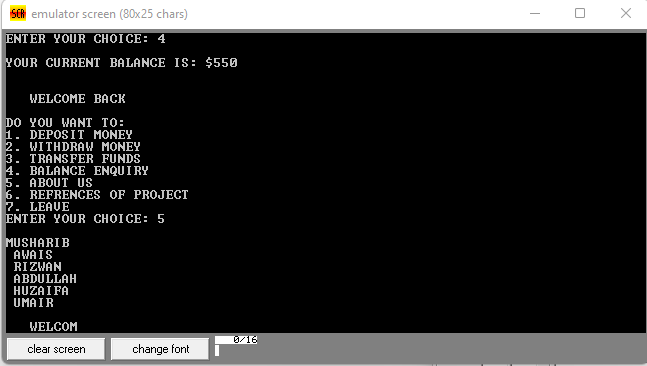 emulator screen (80x25 chars)
ENTER YOUR CHOICE: 4
YOUR CURRENT BALANCE IS: $550
WELCOME BACK
DO YOU WANT TO:
1. DEPOSIT MONEY
2. WITHDRAW MONEY
3. TRANSFER FUNDS
4. BALANCE ENQUIRY
5. ABOUT US
6. REFRENCES OF PROJECT
7. LEAVE
ENTER YOUR CHOICE: 5
MUSHARIB
AWAIS
RIZWAN
ABDULLAH
HUZAIFA
UMAIR
WELCOM
clear screen change font 0/16